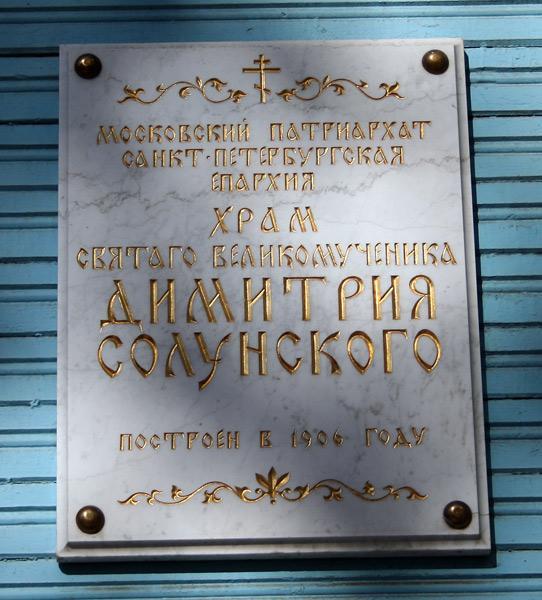 МОСКОВСКИЙ ПАТРИАРХАТ
САНКТ-ПЕТЕРБУРГСКАЯ
ЕПАРХИЯ
ХРАМ
СВЯТАГО ВЕЛИКОМУЧЕНИКА
ДИМИТРИЯ
СОЛУНСКОГО
ПОСТРОЕН В 1906 ГОДУ